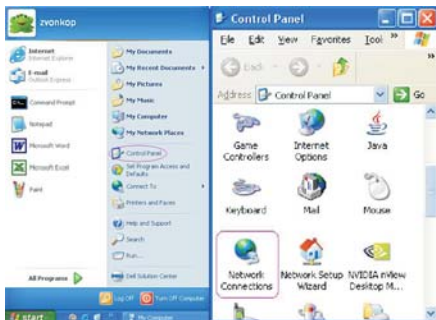 zvonkop
Internet
Internet Explorer
E-mail
Outlook Express
Command Prompt
Notepad
Microsoft Word
Microsoft Excel
Paint
All Programs
My Documents
My Recent Documents
My Pictures
My Music
My Computer
My Network Places
Control Panel
Set Program Access and
Defaults
Connect To
Printers and Faxes
Help and Support
Search
Run...
Dell Solution Center
Log Off Turn Off Computer
start
My Computer
Control Panel
File Edit View Favorites Tool »
Back
Address Control Panel Go
Game
Controllers
Internet
Options
Java
Keyboard Mail Mouse
Network
Connections
Network Setup
Wizard
NVIDIA nView
Desktop M...